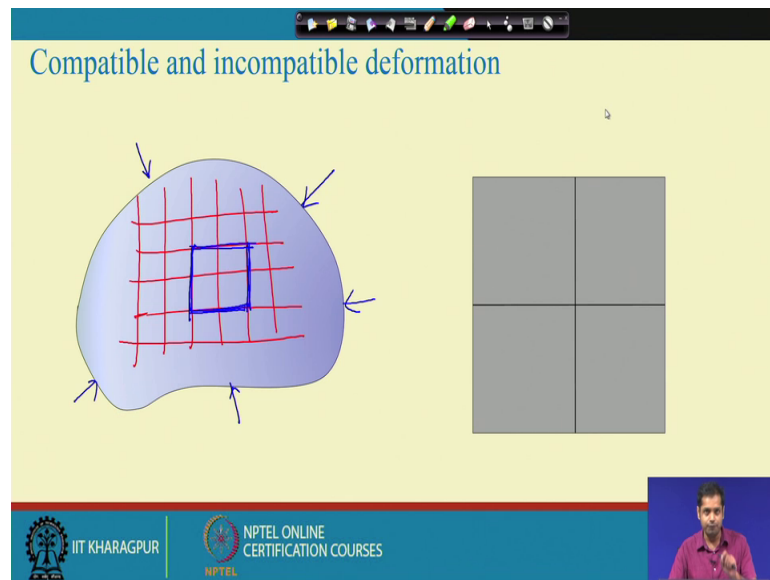 Compatible and incompatible deformation
IIT KHARAGPUR
NPTEL ONLINE
CERTIFICATION COURSES
NPTEL